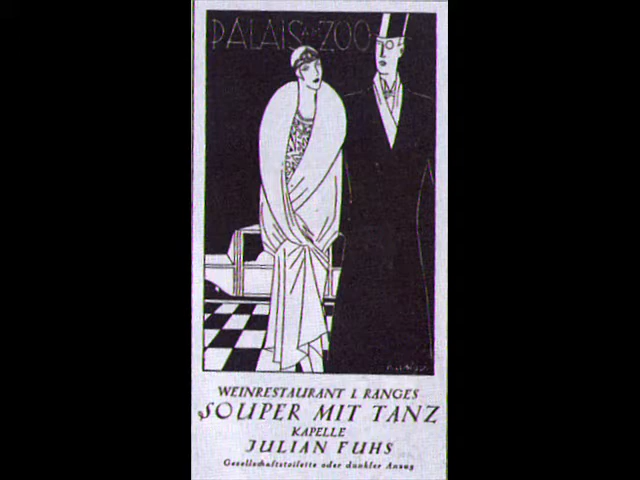 PALAIS AM ZOO
WEINRESTAURANT I. RANGES
SOUPER MIT TANZ
KAPELLE
JULIAN FUHS
Gesellschaftstoilette oder dunkler Anzug